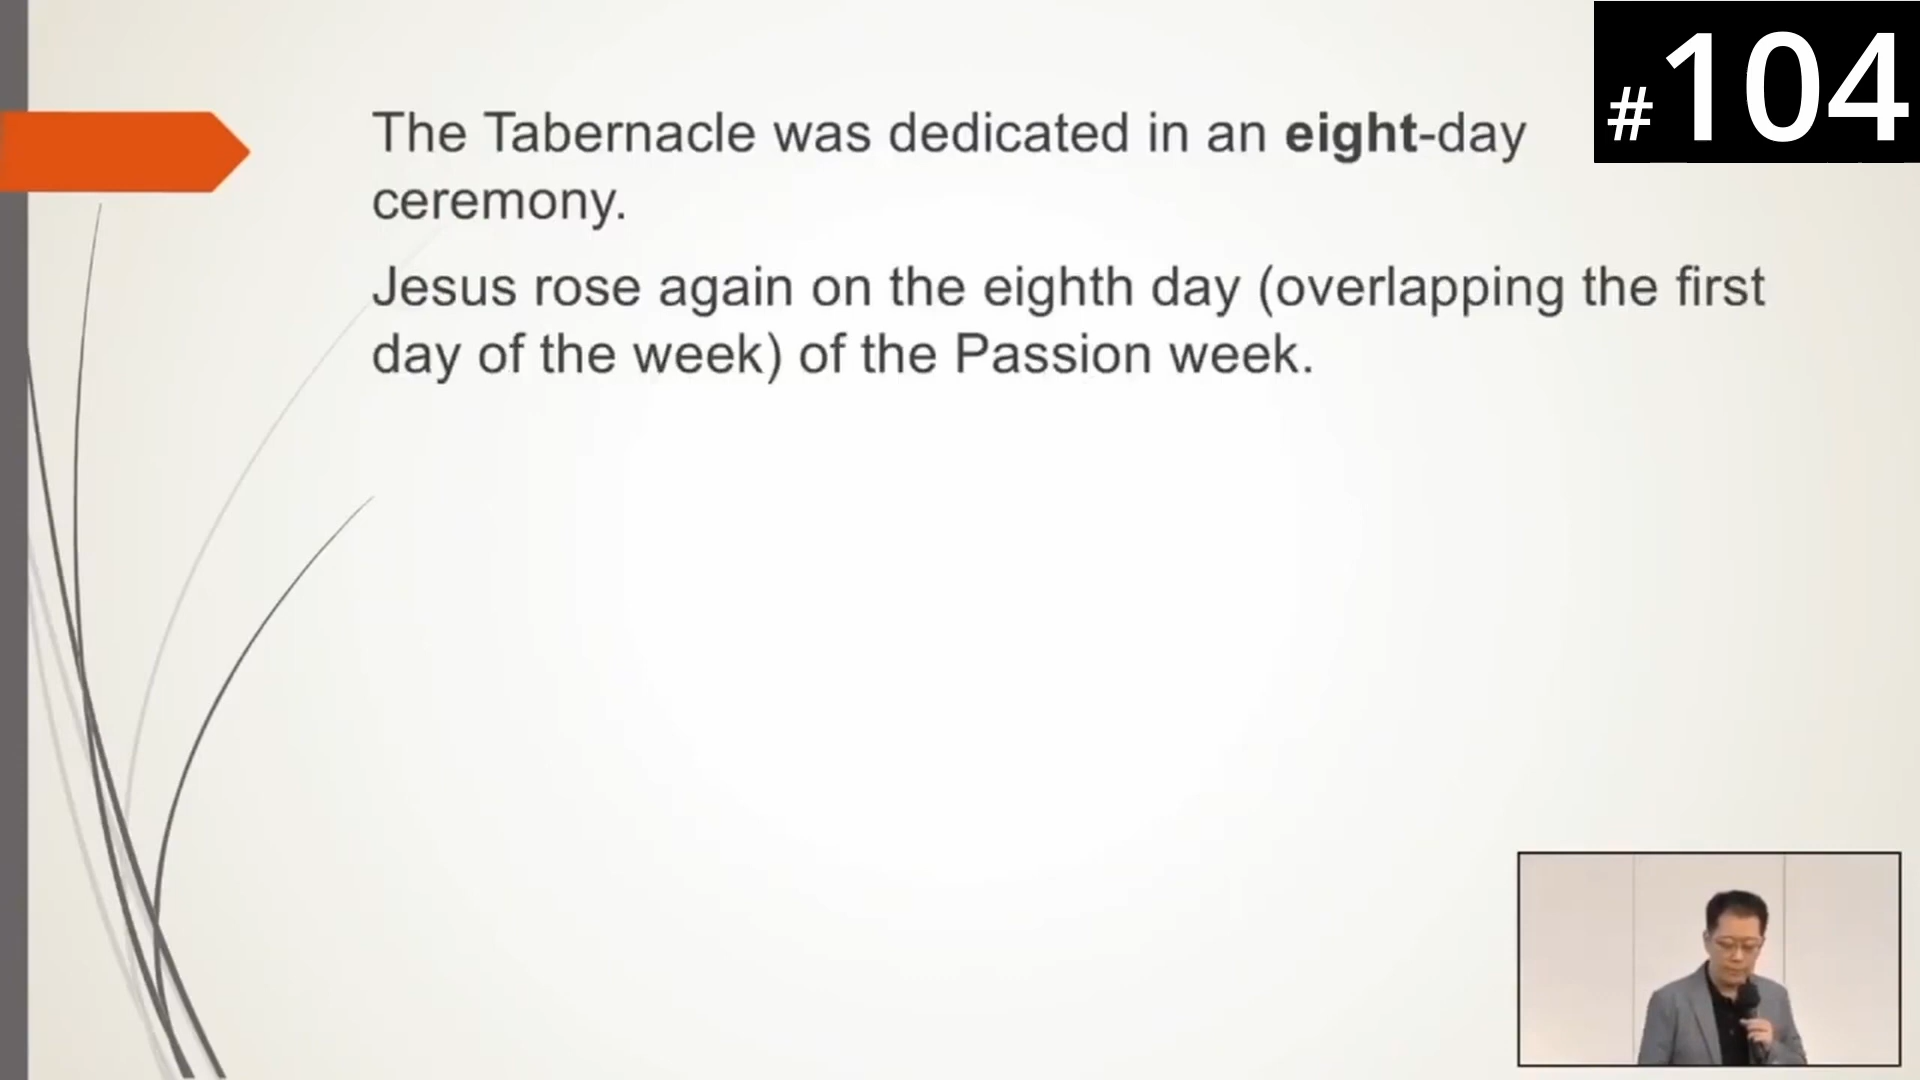 #104
The Tabernacle was dedicated in an eight-day
ceremony.
Jesus rose again on the eighth day (overlapping the first
day of the week) of the Passion week.